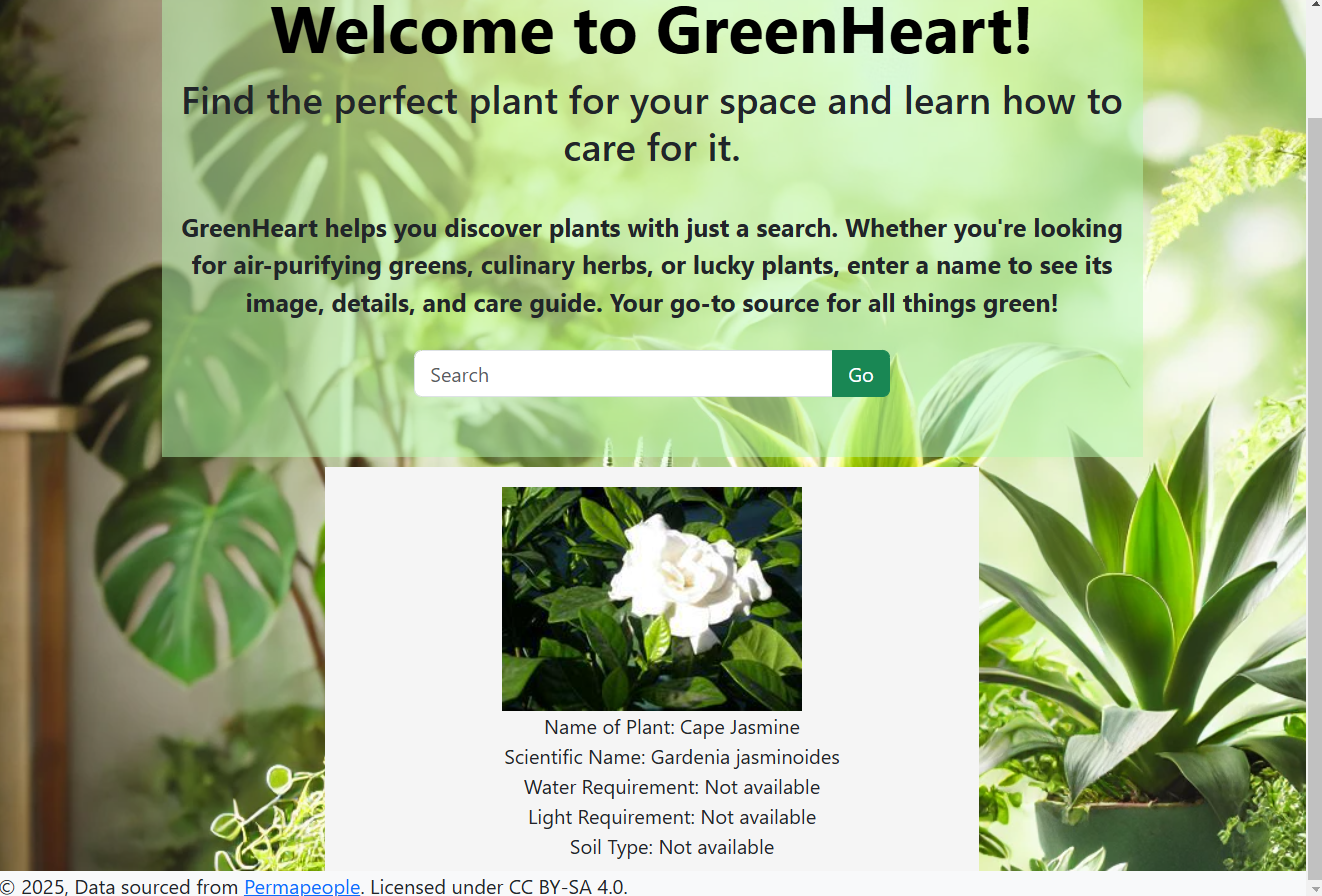 Welcome to GreenHeart!
Find the perfect plant for your space and learn how to
care for it.
GreenHeart helps you discover plants with just a search. Whether you're looking
for air-purifying greens, culinary herbs, or lucky plants, enter a name to see its
image, details, and care guide. Your go-to source for all things green!
Search Go
Name of Plant: Cape Jasmine
Scientific Name: Gardenia jasminoides
Water Requirement: Not available
Light Requirement: Not available
Soil Type: Not available
© 2025, Data sourced from Permapeople. Licensed under CC BY-SA 4.0.